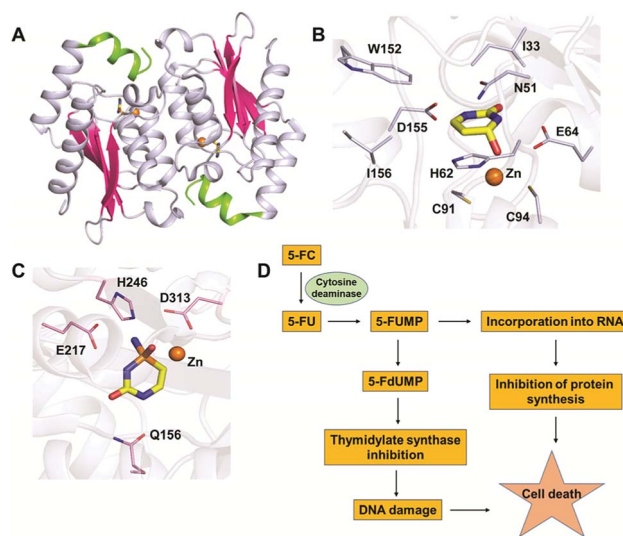 A
B
W152
I33
N51
D155
E64
H62
I156
Zn
C91
C94
C
H246
D313
E217
Zn
Q156
D
5-FC
Cytosine
deaminase
5-FU
5-FUMP
Incorporation into RNA
5-FdUMP
Inhibition of protein
synthesis
Thymidylate synthase
inhibition
Cell death
DNA damage